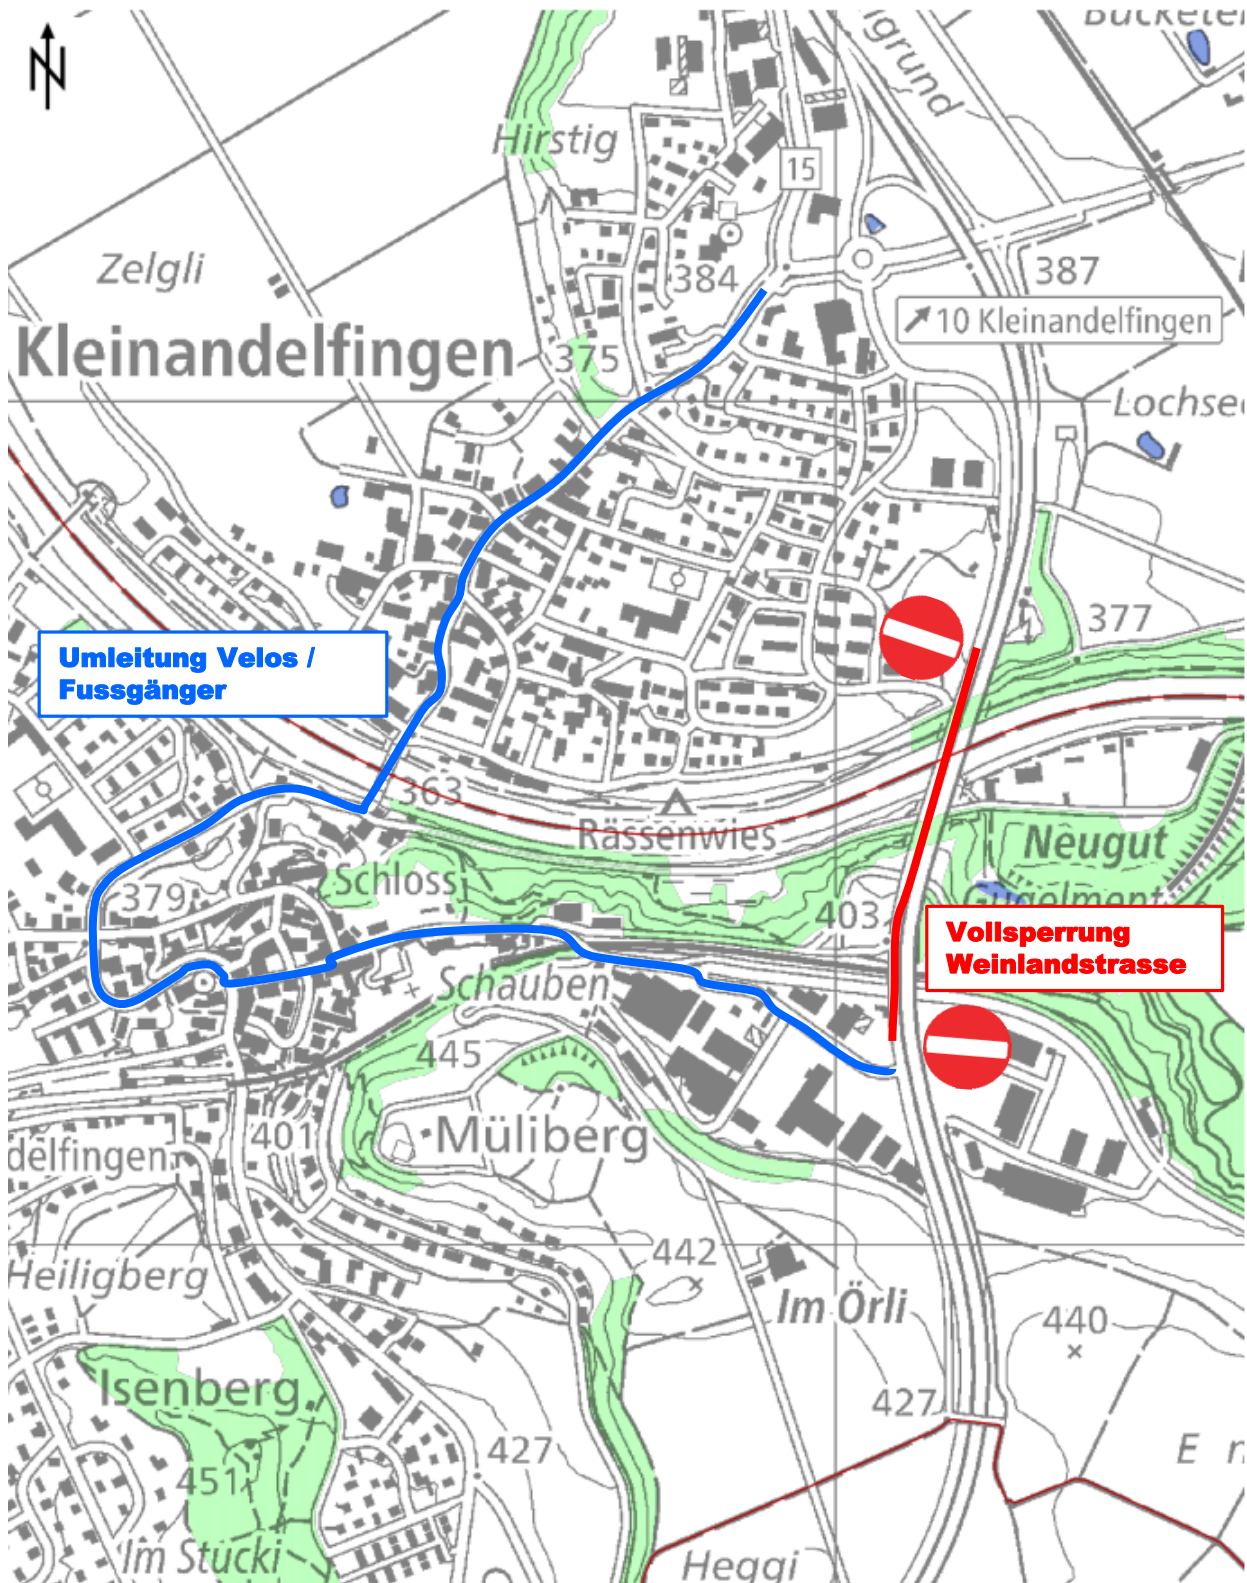 N
Hirstig
15
Zelgli
384
387
10 Kleinandelfingen
Kleinandelfingen
375
377
Umleitung Velos /
Fussgänger
363
Rässenwies
Neugut
Schloss
379
403
Vollsperrung
Weinlandstrasse
Schauben
445
401
Müliberg
delfingen
442
Heiligberg
Im Örli
440
Isenberg
427
427
451
E
Im Stucki
Heggi